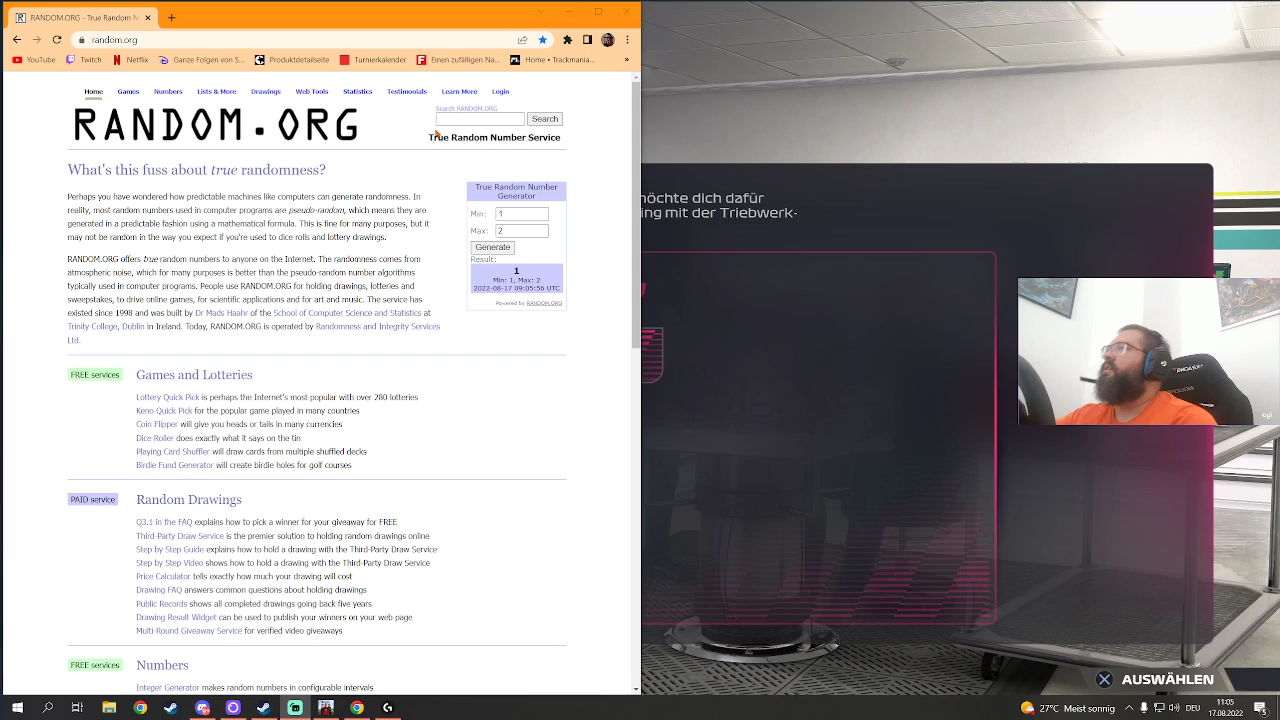 RANDOM.ORG - True Random N
random.org
YouTube
Twitch
Netflix
Ganze Folgen von S...
Produktdetailseite
Turnierkalender
Einen zufälligen Na...
Home • Trackmania...
»
Home Games Numbers Lists & More Drawings Web Tools Statistics Testimonials Learn More Login
Search RANDOM.ORG
Search
RANDOM.ORG
True Random Number Service
What's this fuss about true randomness?
Perhaps you have wondered how predictable machines like computers can generate randomness. In
reality, most random numbers used in computer programs are pseudo-random, which means they are
generated in a predictable fashion using a mathematical formula. This is fine for many purposes, but it
may not be random in the way you expect if you're used to dice rolls and lottery drawings.
RANDOM.ORG offers true random numbers to anyone on the Internet. The randomness comes from
atmospheric noise, which for many purposes is better than the pseudo-random number algorithms
typically used in computer programs. People use RANDOM.ORG for holding drawings, lotteries and
sweepstakes, to drive online games, for scientific applications and for art and music. The service has
existed since 1998 and was built by Dr Mads Haahr of the School of Computer Science and Statistics at
Trinity College, Dublin in Ireland. Today, RANDOM.ORG is operated by Randomness and Integrity Services
Ltd.
True Random Number
Generator
Min: 1
Max: 2
Generate
Result:
1
Min: 1, Max: 2
2022-08-17 09:05:56 UTC
Powered by RANDOM.ORG
FREE services
Games and Lotteries
Lottery Quick Pick is perhaps the Internet's most popular with over 280 lotteries
Keno Quick Pick for the popular game played in many countries
Coin Flipper will give you heads or tails in many currencies
Dice Roller does exactly what it says on the tin
Playing Card Shuffler will draw cards from multiple shuffled decks
Birdie Fund Generator will create birdie holes for golf courses
PAID service
Random Drawings
Q3.1 in the FAQ explains how to pick a winner for your giveaway for FREE
Third-Party Draw Service is the premier solution to holding random drawings online
Step by Step Guide explains how to hold a drawing with the Third-Party Draw Service
Step by Step Video shows how to hold a drawing with the Third-Party Draw Service
Price Calculator tells exactly how much your drawing will cost
Drawing FAQ answers common questions about holding drawings
Public Records shows all completed drawings going back five years
Drawing Result Widget can be used to publish your winners on your web page
Multi-Round Giveaway Service for verified video giveaways
FREE services
Numbers
Integer Generator makes random numbers in configurable intervals
möchte dich dafür
ng mit der Triebwerk-
logi
AUSWÄHLEN
27°C
11:05
17.08.2022
5